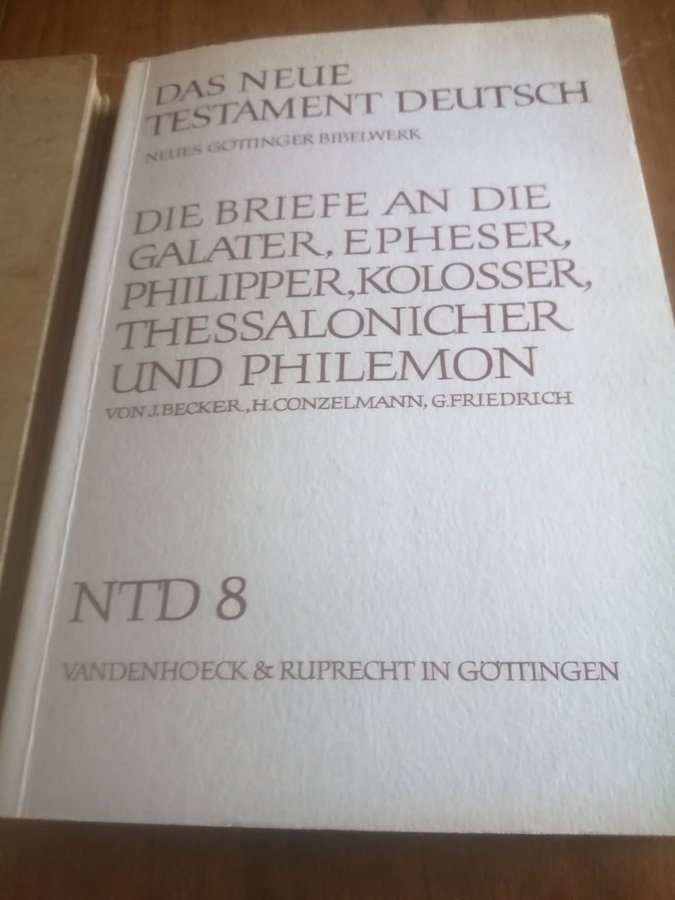 DAS NEUE
TESTAMENT DEUTSCH
NEUES GÖTTINGER BIBELWERK
DIE BRIEFE AN DIE
GALATER, EPHESER,
PHILIPPER, KOLOSSER,
THESSALONICHER
UND PHILEMON
VON J. BECKER, H. CONZELMANN, G. FRIEDRICH
NTD 8
VANDENHOECK & RUPRECHT IN GÖTTINGEN